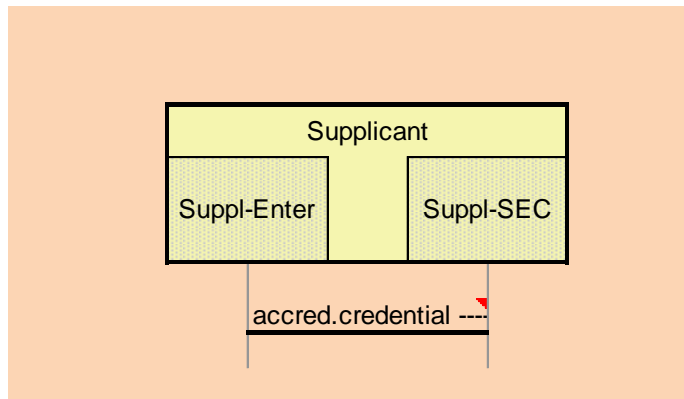 Supplicant
Suppl-Enter Suppl-SEC
accred.credential ----